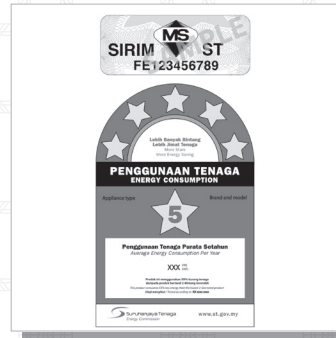 MS
SIRIM ST
SAMPLE
FE123456789
Lebih Banyak Bintang
Lebih Jimat Tenaga
More Stars
More Energy Saving
PENGGUNAAN TENAGA
ENERGY CONSUMPTION
Appliance type
Brand and model
5
Penggunaan Tenaga Purata Setahun
Average Energy Consumption Per Year
XXX
Suruhanjaya Tenaga
Energy Commission
www.st.gov.my